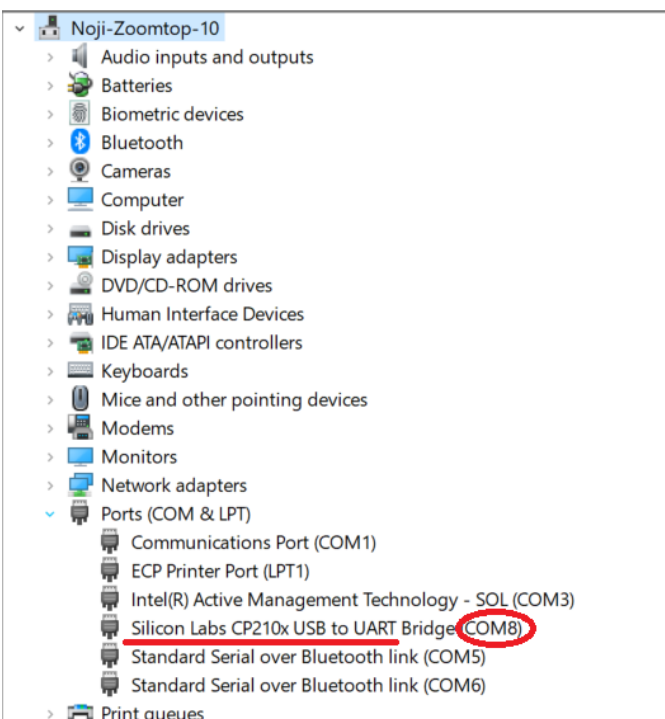 Noji-Zoomtop-10
Audio inputs and outputs
Batteries
Biometric devices
Bluetooth
Cameras
Computer
Disk drives
Display adapters
DVD/CD-ROM drives
Human Interface Devices
IDE ATA/ATAPI controllers
Keyboards
Mice and other pointing devices
Modems
Monitors
Network adapters
Ports (COM & LPT)
Communications Port (COM1)
ECP Printer Port (LPT1)
Intel(R) Active Management Technology - SOL (COM3)
Silicon Labs CP210x USB to UART Bridge (COM8)
Standard Serial over Bluetooth link (COM5)
Standard Serial over Bluetooth link (COM6)
Print queues